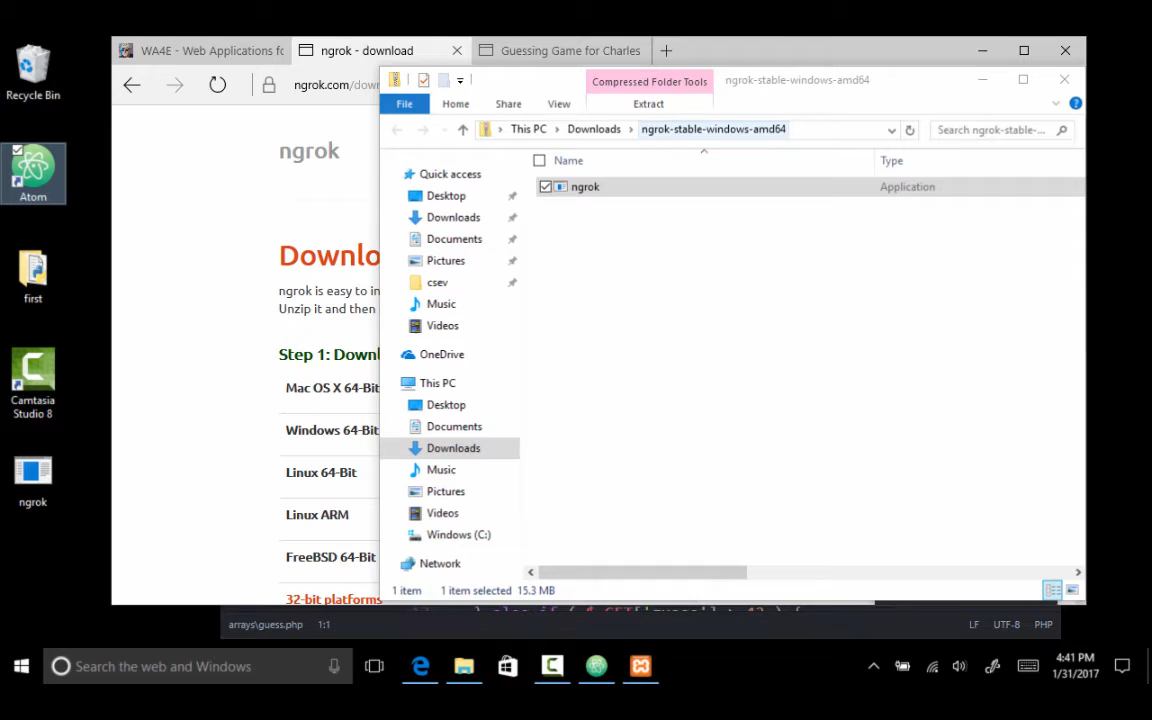 Recycle Bin
Atom
first
Camtasia
Studio 8
ngrok
WA4E - Web Applications fo
ngrok - download
Guessing Game for Charles
ngrok.com/dow
ngrok
Downlo
ngrok is easy to in
Unzip it and then
Step 1: Downl
Mac OS X 64-Bit
Windows 64-Bit
Linux 64-Bit
Linux ARM
FreeBSD 64-Bit
32-bit platforms
Compressed Folder Tools
ngrok-stable-windows-amd64
File
Home
Share
View
Extract
This PC
Downloads
ngrok-stable-windows-amd64
Search ngrok-stable-...
Name
Type
ngrok
Application
Quick access
Desktop
Downloads
Documents
Pictures
csev
Music
Videos
OneDrive
This PC
Desktop
Documents
Downloads
Music
Pictures
Videos
Windows (C:)
Network
1 item
1 item selected 15.3 MB
arrays\guess.php
1:1
LF
UTF-8
PHP
Search the web and Windows
4:41 PM
1/31/2017